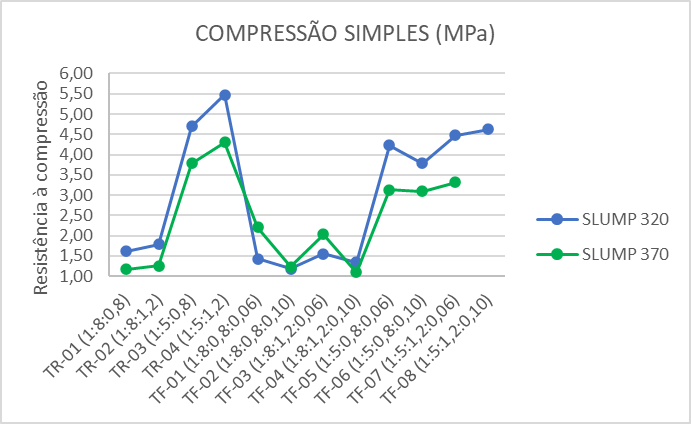 COMPRESSÃO SIMPLES (MPa)
Resistência à compressão
6,00
5,50
5,00
4,50
4,00
3,50
3,00
2,50
2,00
1,50
1,00
TR-01 (1:8:0,8)
TR-02 (1:8:1,2)
TR-03 (1:5:0,8)
TR-04 (1:5:1,2)
TF-01 (1:8:0,8:0,06)
TF-02 (1:8:0,8:0,10)
TF-03 (1:8:1,2:0,06)
TF-04 (1:8:1,2:0,10)
TF-05 (1:5:0,8:0,06)
TF-06 (1:5:0,8:0,10)
TF-07 (1:5:1,2:0,06)
TF-08 (1:5:1,2:0,10)
SLUMP 320
SLUMP 370